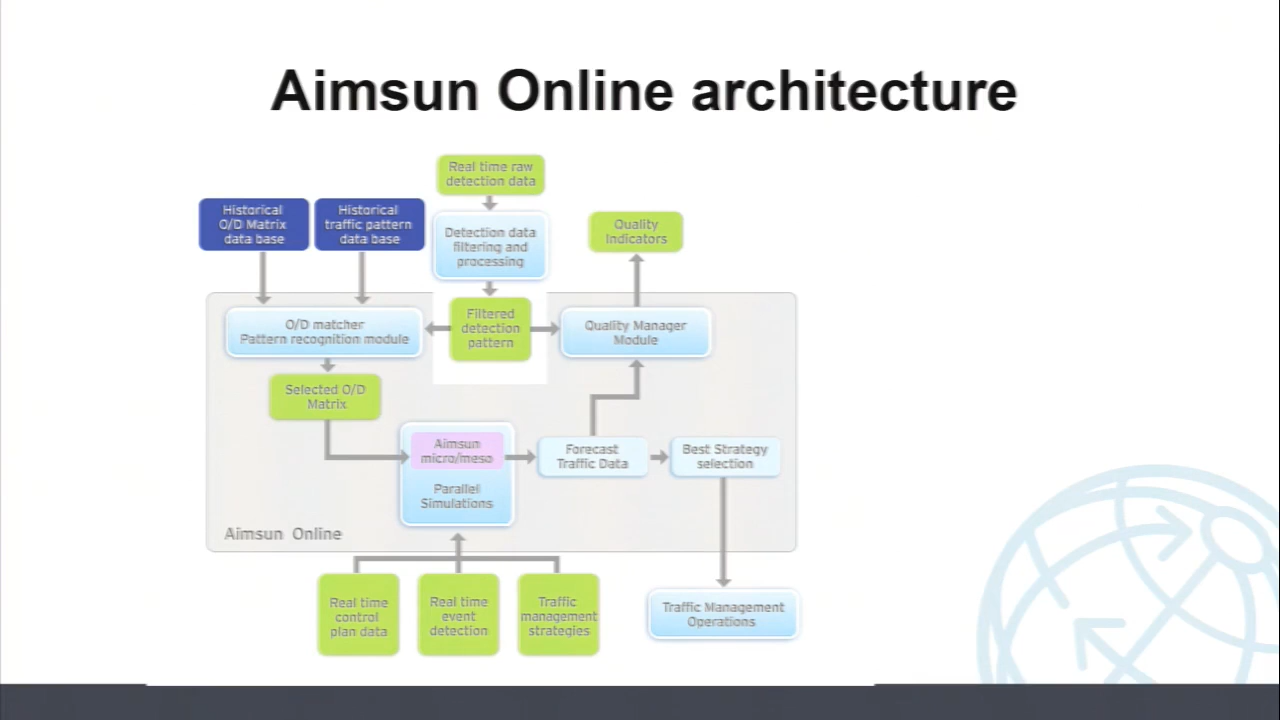 Aimsun Online architecture
Real time raw
detection data
Historical
O/D Matrix
data base
Historical
traffic pattern
data base
Detection data
filtering and
processing
Quality
Indicators
O/D matcher
Pattern recognition module
Filtered
detection
pattern
Quality Manager
Module
Selected O/D
Matrix
Aimsun
micro/meso
Parallel
Simulations
Forecast
Traffic Data
Best Strategy
selection
Aimsun Online
Real time
control
plan data
Real time
event
detection
Traffic
management
strategies
Traffic Management
Operations